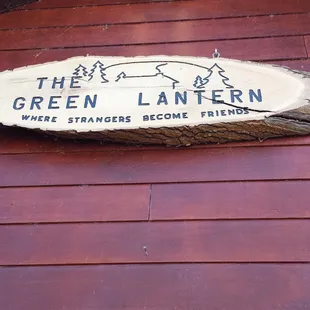 THE
GREEN LANTERN
WHERE STRANGERS BECOME FRIENDS